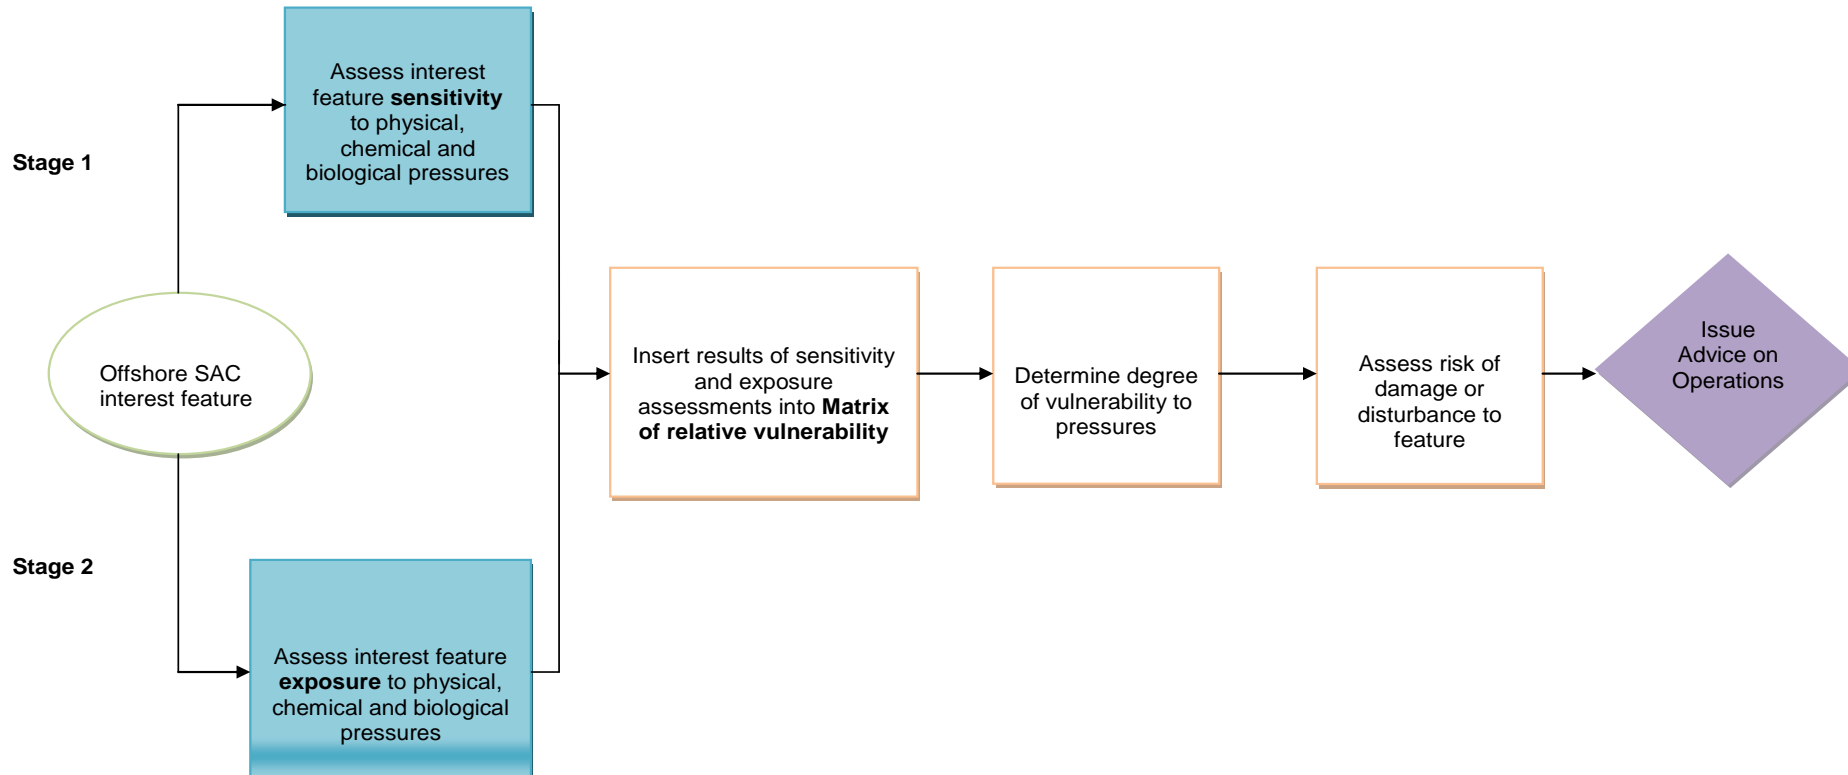 Stage 1
Assess interest
feature sensitivity
to physical,
chemical and
biological pressures
Offshore SAC
interest feature
Stage 2
Assess interest feature
exposure to physical,
chemical and biological
pressures
Insert results of sensitivity
and exposure
assessments into Matrix
of relative vulnerability
Determine degree
of vulnerability to
pressures
Assess risk of
damage or
disturbance to
feature
Issue
Advice on
Operations